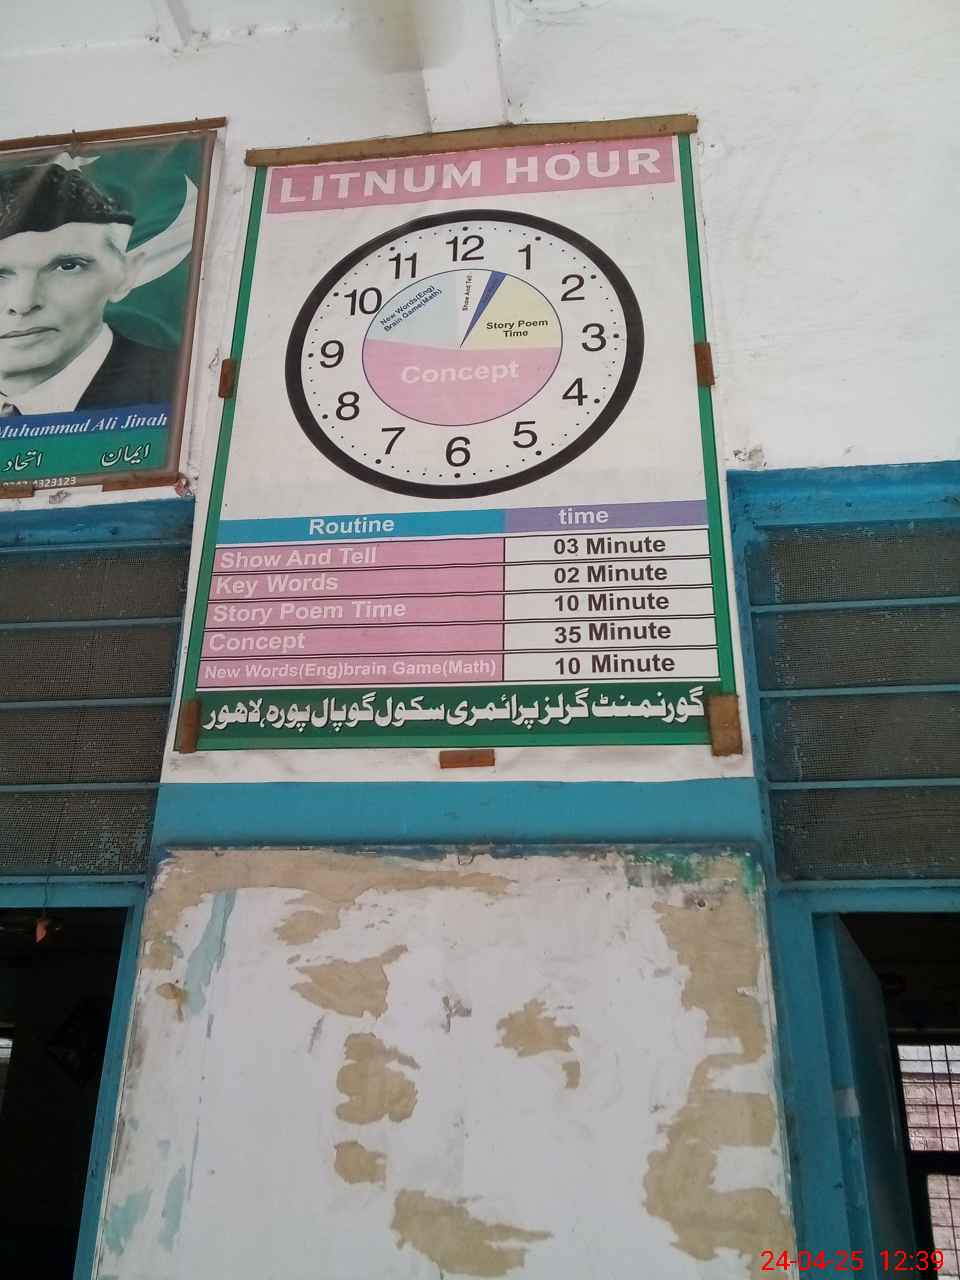 LITNUM HOUR
12
1
2
3
4
5
6
7
8
9
10
11
New Words(Eng)
Brain Game(Math)
Show And Tell
Story Poem
Time
Concept
Routine time
Show And Tell 03 Minute
Key Words 02 Minute
Story Poem Time 10 Minute
Concept 35 Minute
New Words(Eng)brain Game(Math) 10 Minute
گورنمنٹ گرلز پرائمری سکول گوپال پورہ،لاھور
Muhammad Ali Jinah
ایمان اتحاد
4323123
24-04-25 12:39